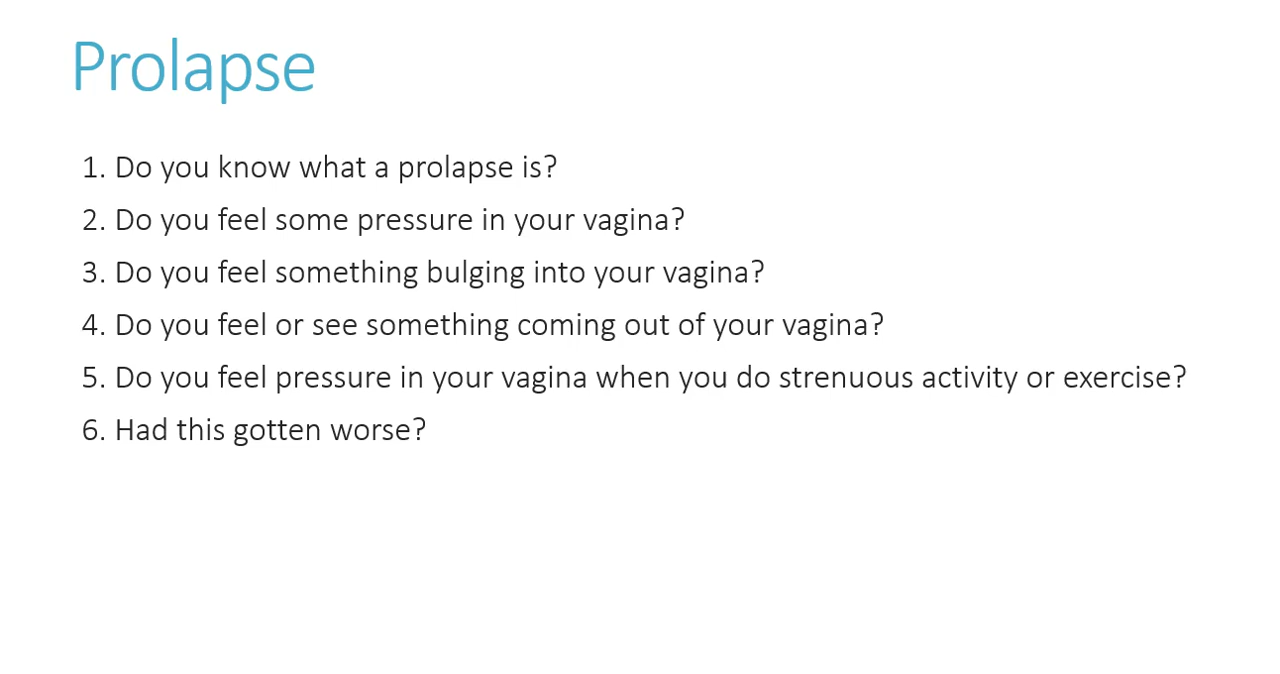 Prolapse
1. Do you know what a prolapse is?
2. Do you feel some pressure in your vagina?
3. Do you feel something bulging into your vagina?
4. Do you feel or see something coming out of your vagina?
5. Do you feel pressure in your vagina when you do strenuous activity or exercise?
6. Had this gotten worse?